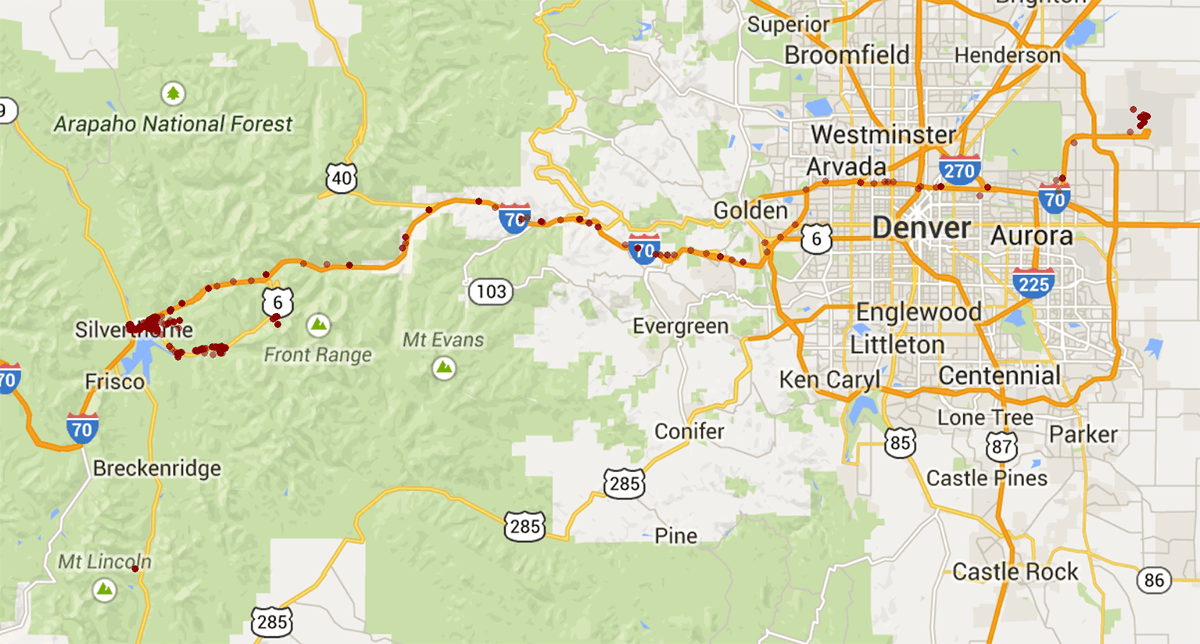 Brighton
Superior
Broomfield
Henderson
9
Arapaho National Forest
Westminster
Arvada
270
40
70
70
Golden
Denver
6
Aurora
70
103
225
6
Silverthorne
Front Range
Mt Evans
Evergreen
Englewood
Littleton
70
Frisco
Ken Caryl
Centennial
Lone Tree
70
Conifer
85
87
Parker
Breckenridge
285
Castle Pines
285
Pine
Mt Lincoln
Castle Rock
86
285